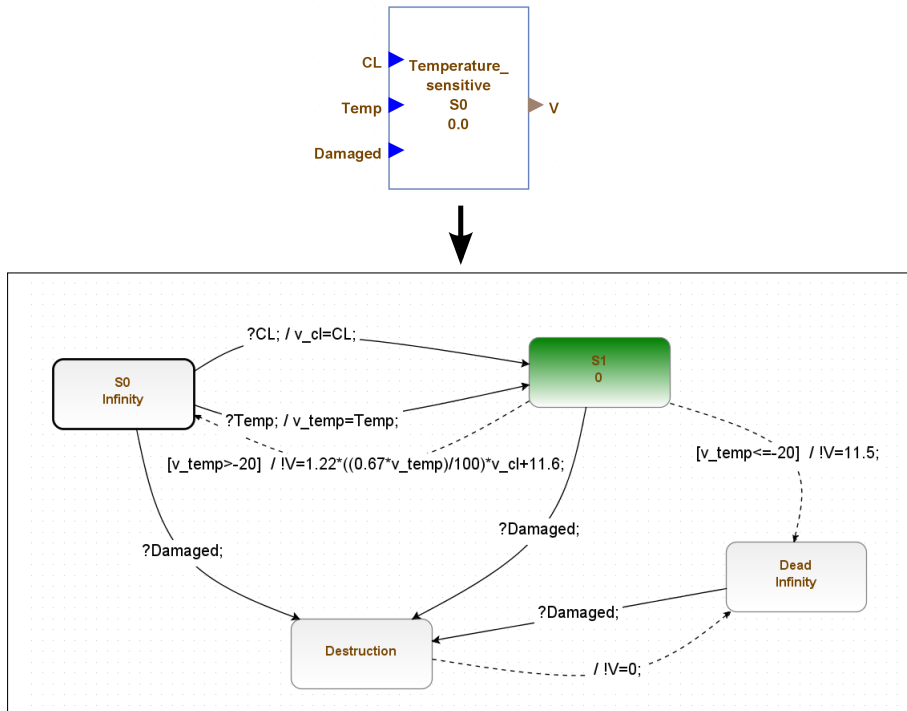 CL
Temp
Damaged
Temperature_
sensitive
S0
0.0
V
?CL; / v_cl=CL;
S1
0
S0
Infinity
?Temp; / v_temp=Temp;
[v_temp>-20]  / !V=1.22*((0.67*v_temp)/100)*v_cl+11.6;
[v_temp<=-20]  / !V=11.5;
?Damaged;
?Damaged;
Dead
Infinity
?Damaged;
Destruction
/ !V=0;